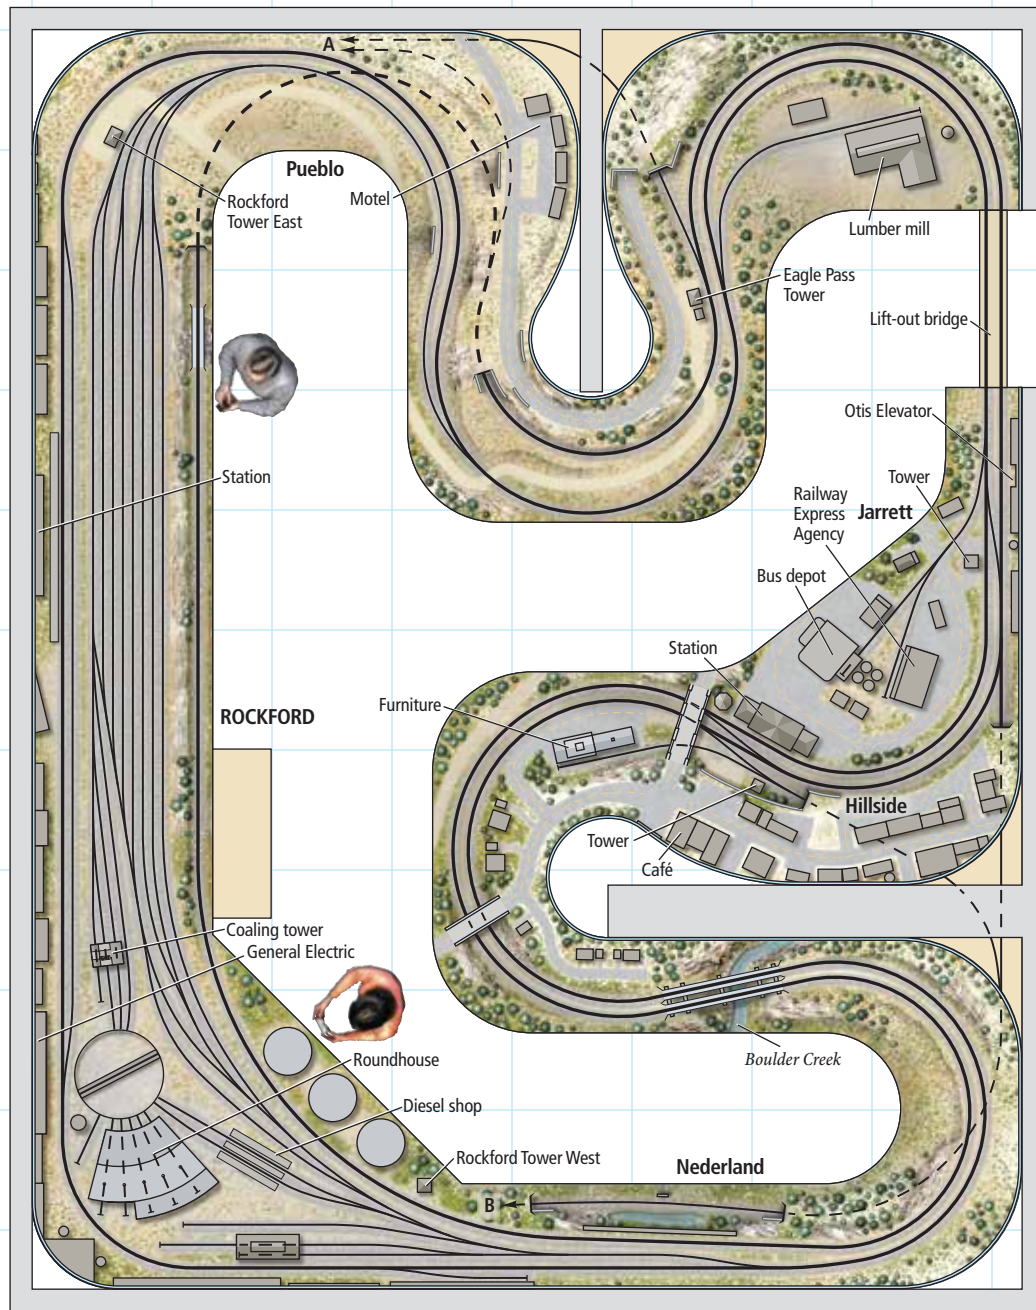 A
Pueblo
Motel
Rockford
Tower East
Lumber mill
Eagle Pass
Tower
Lift-out bridge
Otis Elevator
Station
Tower
Railway
Express
Agency
Jarrett
Bus depot
Station
Furniture
ROCKFORD
Hillside
Tower
Café
Coaling tower
General Electric
Boulder Creek
Roundhouse
Diesel shop
Rockford Tower West
Nederland
B